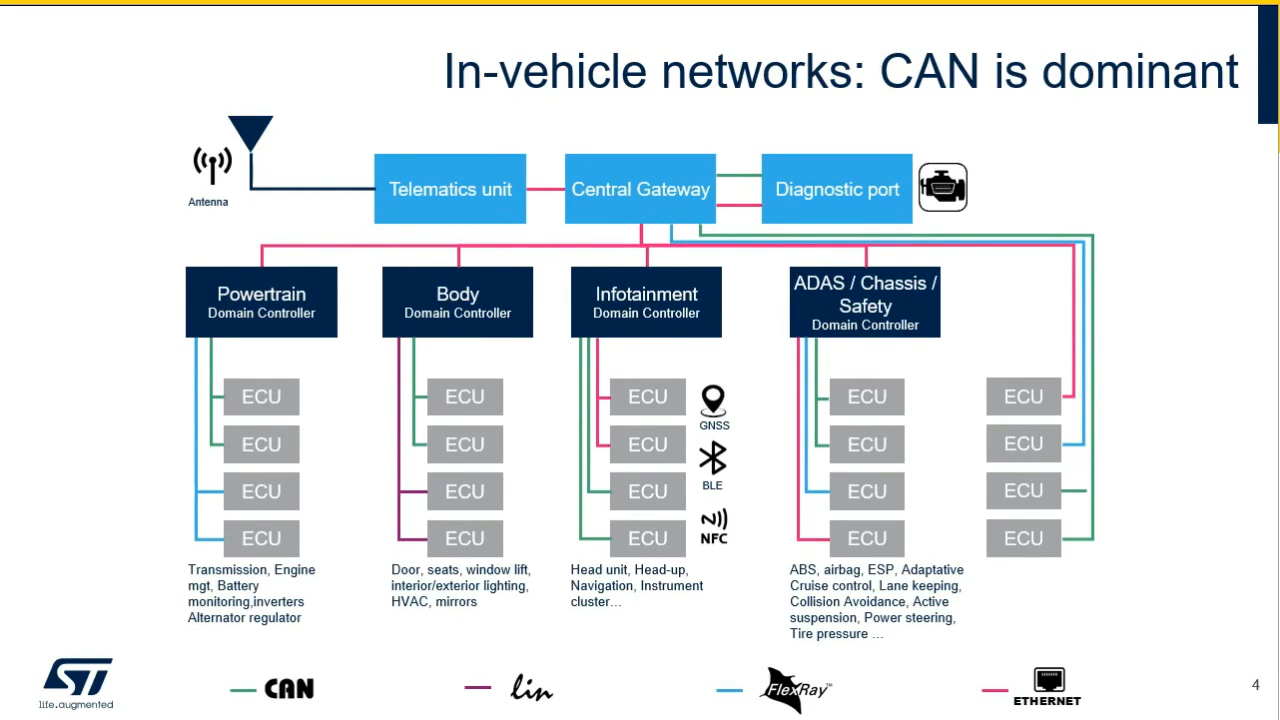 In-vehicle networks: CAN is dominant
Antenna
Telematics unit
Central Gateway
Diagnostic port
Powertrain
Domain Controller
Body
Domain Controller
Infotainment
Domain Controller
ADAS / Chassis /
Safety
Domain Controller
ECU
ECU
ECU
ECU
Transmission, Engine
mgt, Battery
monitoring,inverters
Alternator regulator
ECU
ECU
ECU
ECU
Door, seats, window lift,
interior/exterior lighting,
HVAC, mirrors
ECU
ECU
ECU
ECU
GNSS
BLE
NFC
Head unit, Head-up,
Navigation, Instrument
cluster…
ECU
ECU
ECU
ECU
ABS, airbag, ESP, Adaptative
Cruise control, Lane keeping,
Collision Avoidance, Active
suspension, Power steering,
Tire pressure …
ECU
ECU
ECU
ECU
ST
life.augmented
CAN
lin
FlexRay™
ETHERNET
4